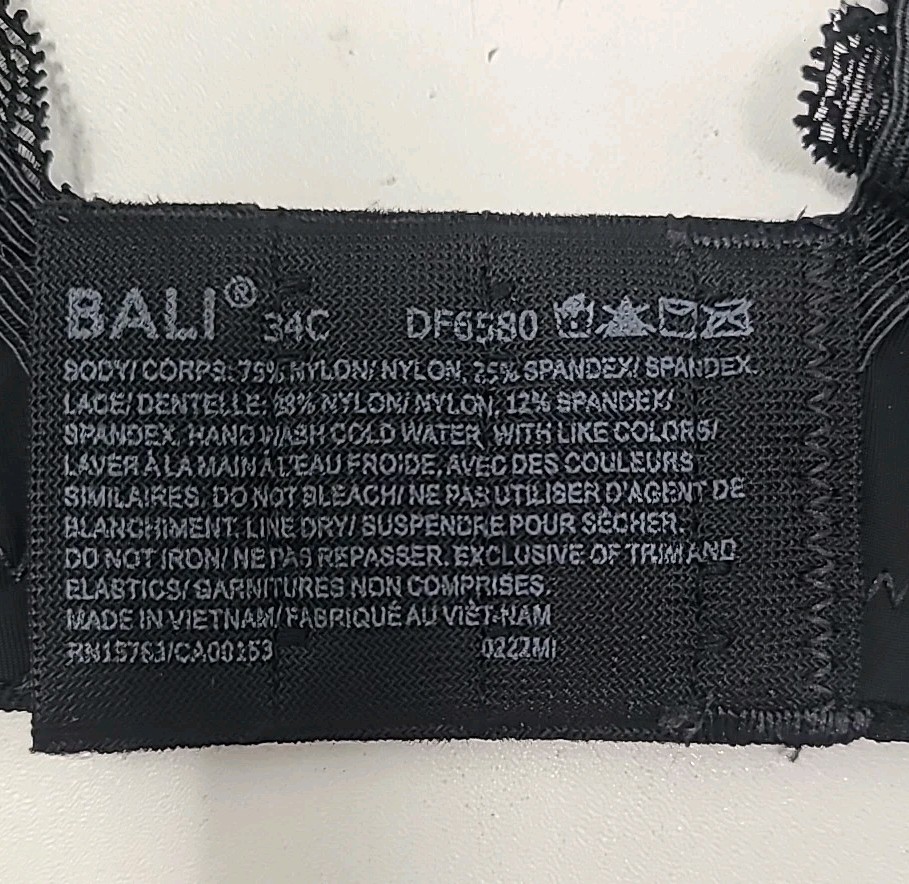 BALI® 34C DF6580
BODY/ CORPS: 75% NYLON/ NYLON, 25% SPANDEX/ SPANDEX.
LACE/ DENTELLE: 88% NYLON/ NYLON, 12% SPANDEX/
SPANDEX. HAND WASH COLD WATER, WITH LIKE COLORS/
LAVER À LA MAIN À L'EAU FROIDE, AVEC DES COULEURS
SIMILAIRES. DO NOT BLEACH/ NE PAS UTILISER D'AGENT DE
BLANCHIMENT. LINE DRY/ SUSPENDRE POUR SÉCHER.
DO NOT IRON/ NE PAS REPASSER. EXCLUSIVE OF TRIM AND
ELASTICS/ GARNITURES NON COMPRISES.
MADE IN VIETNAM/ FABRIQUÉ AU VIÊT-NAM
RN15763/CA00153 0222MI